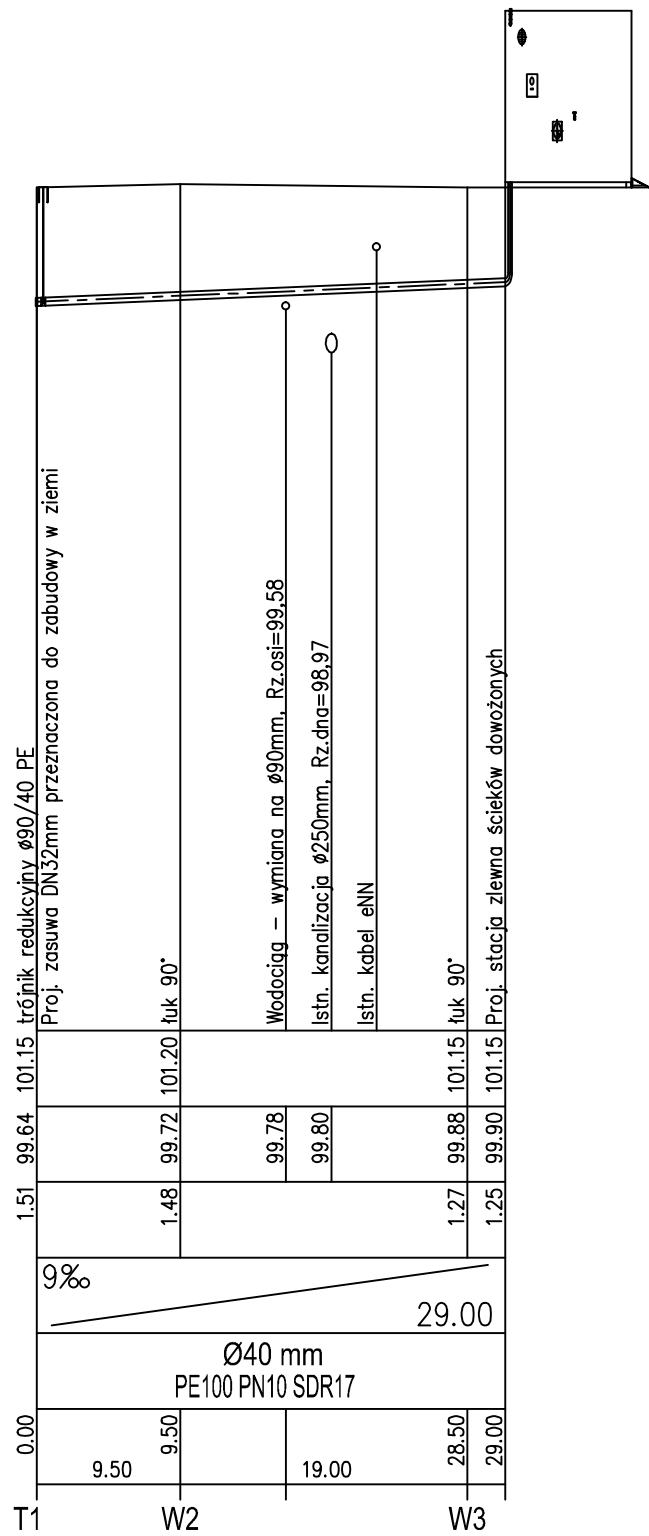 trójnik redukcyjny ø90/40 PE
Proj. zasuwa DN32mm przeznaczona do zabudowy w ziemi
łuk 90°
Wodociąg – wymiana na ø90mm, Rz.osi=99,58
Istn. kanalizacja ø250mm, Rz.dna=98,97
Istn. kabel eNN
łuk 90°
Proj. stacja zlewna ścieków dowożonych
101.15 101.20 101.15 101.15
99.64 99.72 99.78 99.80 99.88 99.90
1.51 1.48 1.27 1.25
9‰
29.00
Ø40 mm
PE100 PN10 SDR17
0.00 9.50 28.50 29.00
9.50 19.00
T1 W2 W3